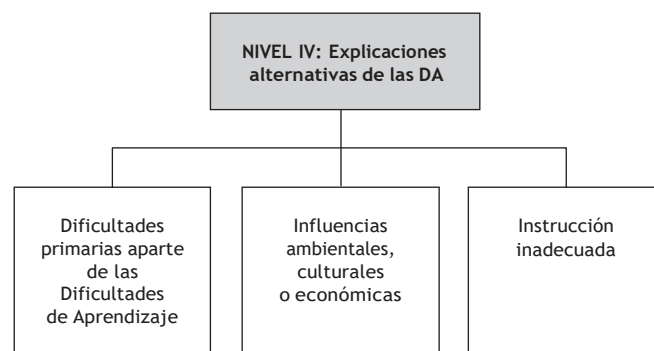 NIVEL IV: Explicaciones
alternativas de las DA
Dificultades
primarias aparte
de las
Dificultades
de Aprendizaje
Influencias
ambientales,
culturales
o económicas
Instrucción
inadecuada